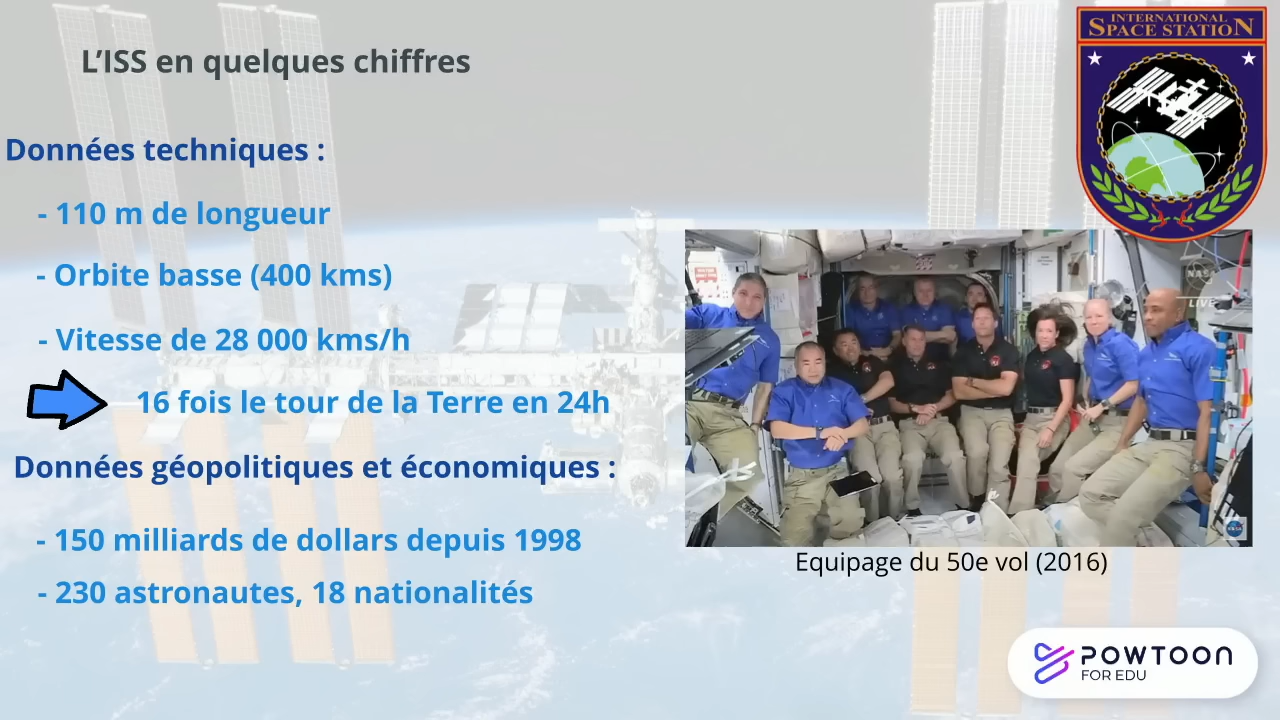 L’ISS en quelques chiffres
INTERNATIONAL
SPACE STATION
Données techniques :
- 110 m de longueur
- Orbite basse (400 kms)
- Vitesse de 28 000 kms/h
16 fois le tour de la Terre en 24h
Données géopolitiques et économiques :
- 150 milliards de dollars depuis 1998
- 230 astronautes, 18 nationalités
NASA
LIVE
Equipage du 50e vol (2016)
POWTOON
FOR EDU